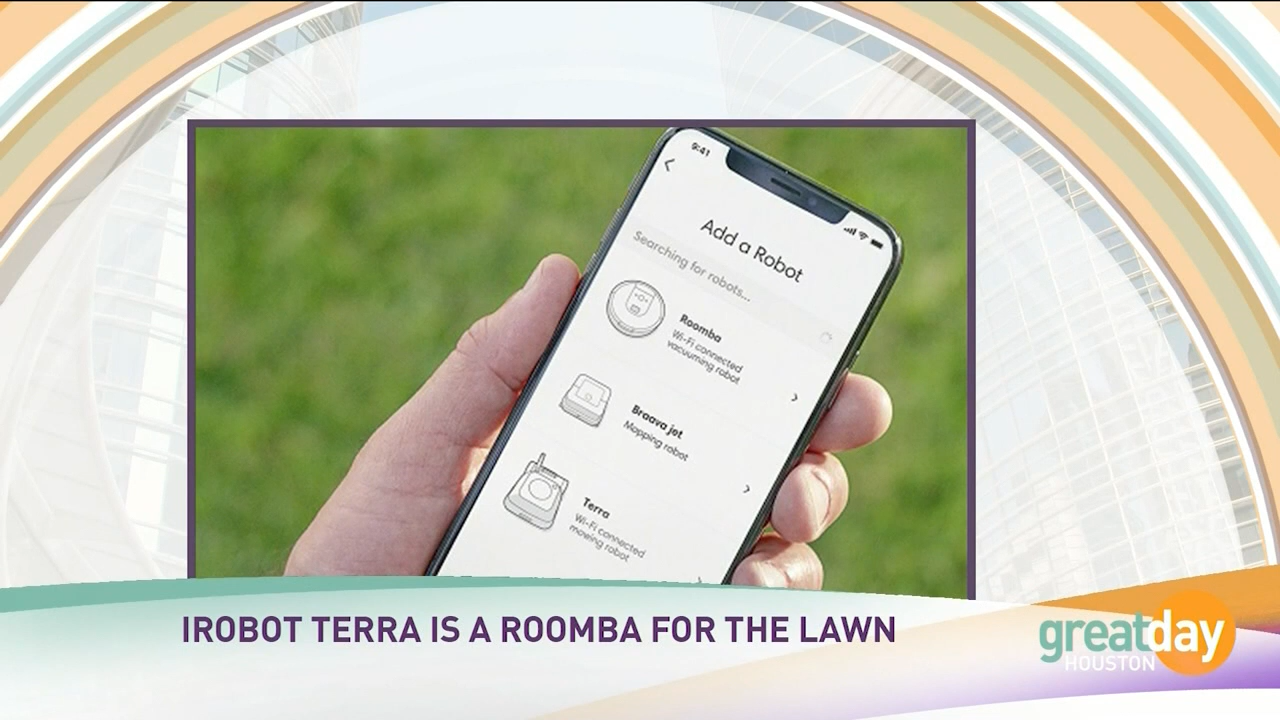 9:41
Add a Robot
Searching for robots...
Roomba
Wi-Fi connected
vacuuming robot
Braava jet
Mopping robot
Terra
Wi-Fi connected
mowing robot
IROBOT TERRA IS A ROOMBA FOR THE LAWN
greatday
HOUSTON